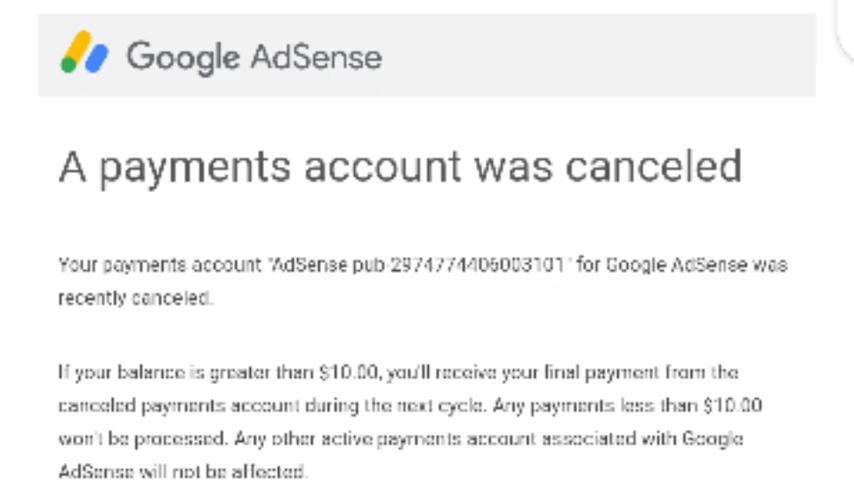 Google AdSense
A payments account was canceled
Your payments account "AdSense pub-2974774406003101" for Google AdSense was
recently canceled.
If your balance is greater than $10.00, you'll receive your final payment from the
canceled payments account during the next cycle. Any payments less than $10.00
won't be processed. Any other active payments account associated with Google
AdSense will not be affected.